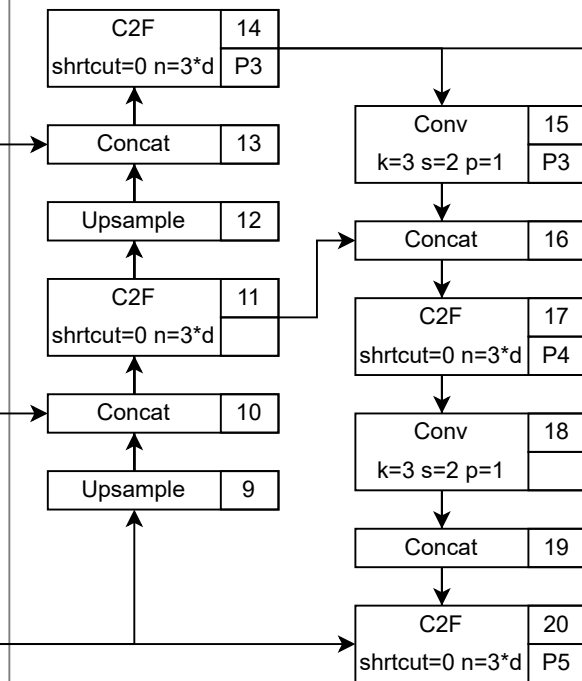 C2F 14
shrtcut=0 n=3*d P3
Concat 13
Upsample 12
C2F 11
shrtcut=0 n=3*d
Concat 10
Upsample 9
Conv 15
k=3 s=2 p=1 P3
Concat 16
C2F 17
shrtcut=0 n=3*d P4
Conv 18
k=3 s=2 p=1
Concat 19
C2F 20
shrtcut=0 n=3*d P5